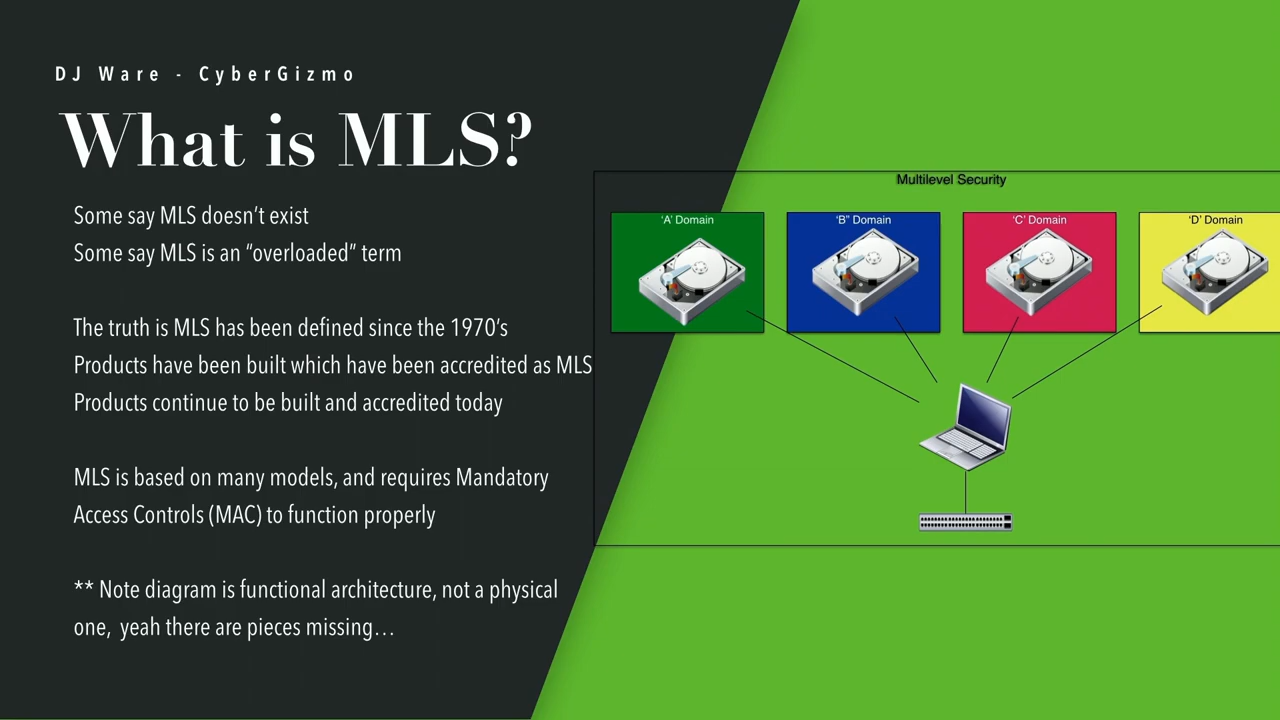 DJ Ware - CyberGizmo
What is MLS?
Some say MLS doesn’t exist
Some say MLS is an “overloaded” term
The truth is MLS has been defined since the 1970’s
Products have been built which have been accredited as MLS
Products continue to be built and accredited today
MLS is based on many models, and requires Mandatory
Access Controls (MAC) to function properly
** Note diagram is functional architecture, not a physical
one,  yeah there are pieces missing…
Multilevel Security
‘A’ Domain
‘B” Domain
‘C’ Domain
‘D’ Domain